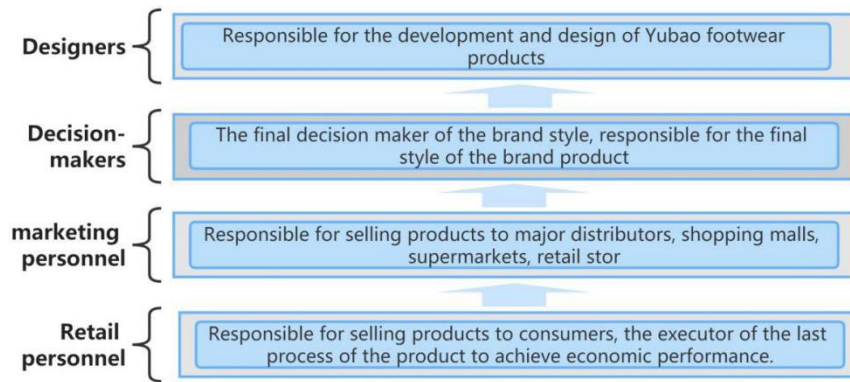 Designers
Responsible for the development and design of Yubao footwear
products
Decision-
makers
The final decision maker of the brand style, responsible for the final
style of the brand product
marketing
personnel
Responsible for selling products to major distributors, shopping malls,
supermarkets, retail stor
Retail
personnel
Responsible for selling products to consumers, the executor of the last
process of the product to achieve economic performance.